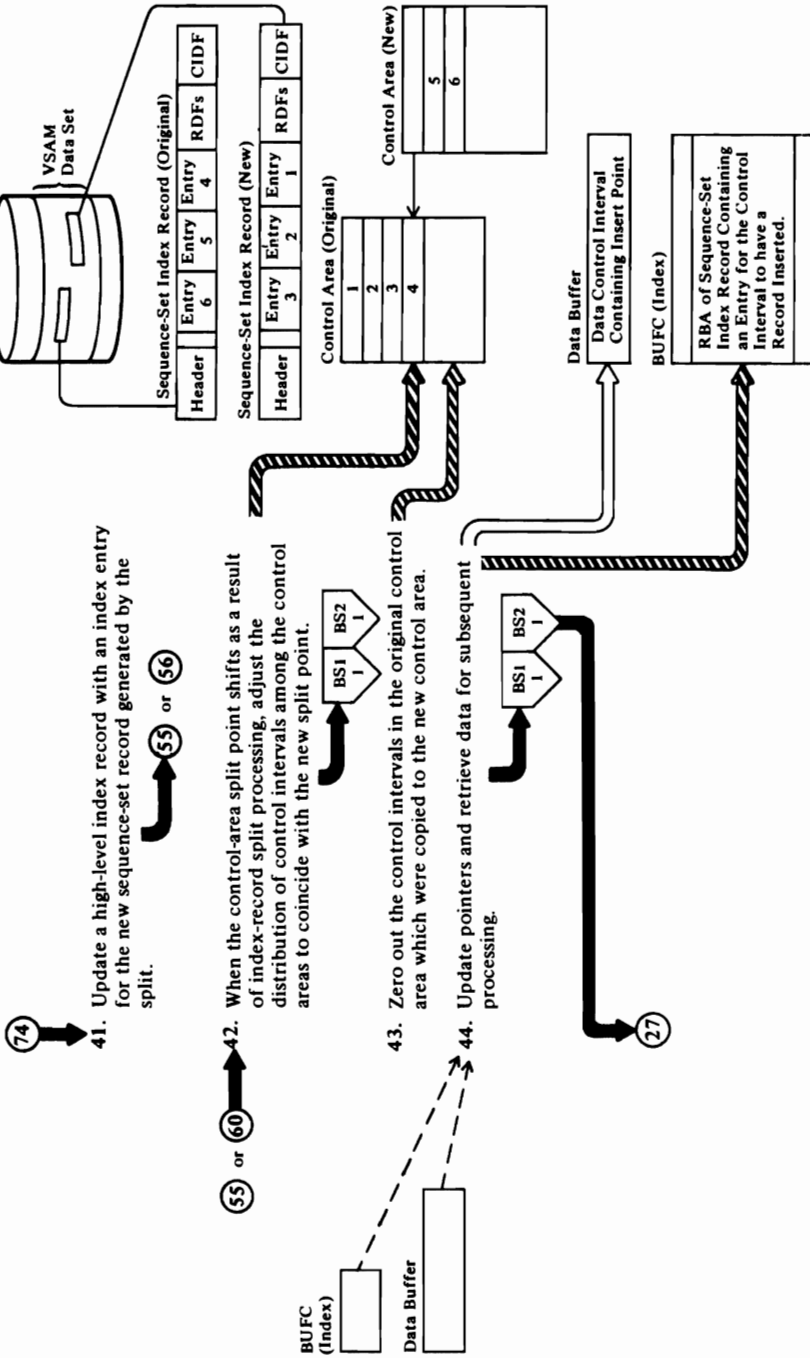 VSAM
Data Set
Sequence-Set Index Record (Original)
Header Entry 6 Entry 5 Entry 4 RDFs CIDF
Sequence-Set Index Record (New)
Header Entry 3 Entry 2 Entry 1 RDFs CIDF
74
41. Update a high-level index record with an index entry
for the new sequence-set record generated by the
split.
55 or 56
55 or 60
42. When the control-area split point shifts as a result
of index-record split processing, adjust the
distribution of control intervals among the control
areas to coincide with the new split point.
BS1 1 BS2 1
Control Area (Original)
1
2
3
4
Control Area (New)
5
6
43. Zero out the control intervals in the original control
area which were copied to the new control area.
BUFC
(Index)
Data Buffer
44. Update pointers and retrieve data for subsequent
processing.
BS1 1 BS2 1
27
Data Buffer
Data Control Interval
Containing Insert Point
BUFC (Index)
RBA of Sequence-Set
Index Record Containing
an Entry for the Control
Interval to have a
Record Inserted.